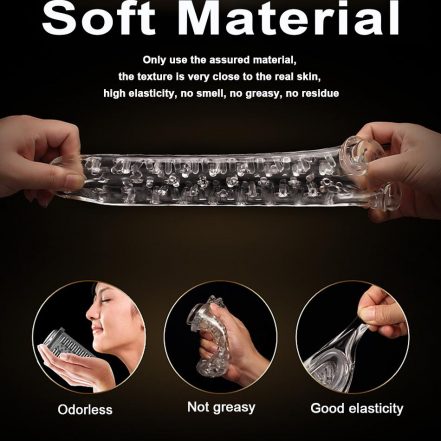 Soft Material
Only use the assured material,
the texture is very close to the real skin,
high elasticity, no smell, no greasy, no residue
Odorless
Not greasy
Good elasticity